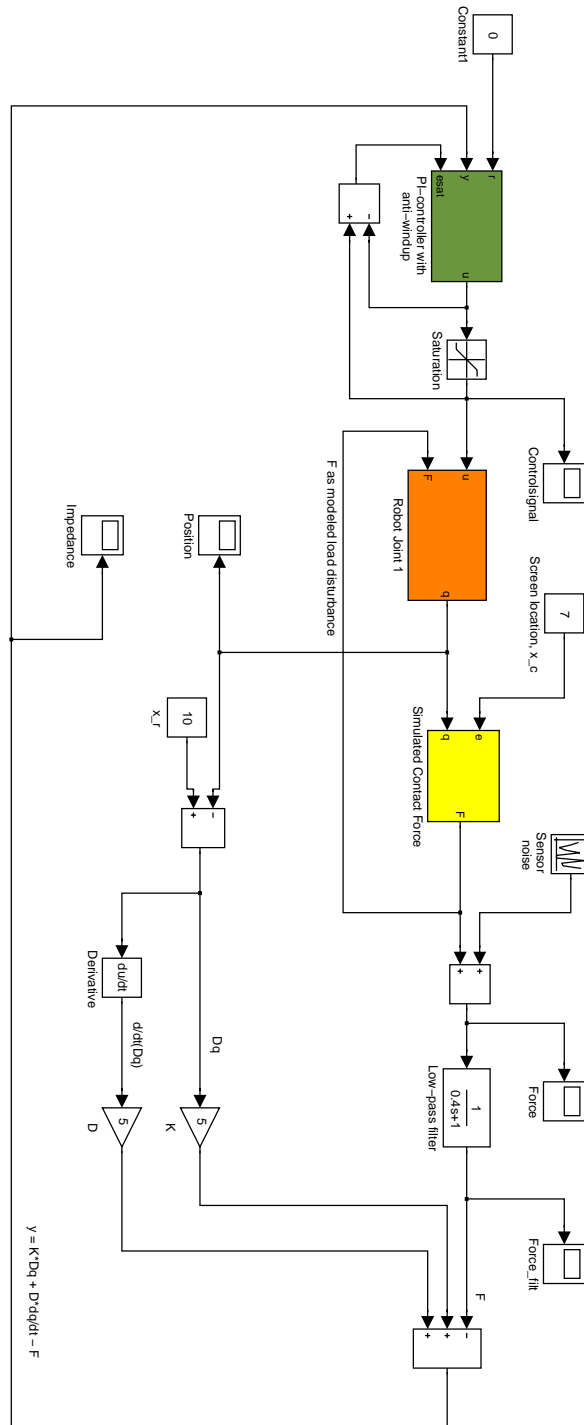 0
Constant1
r
y
esat
u
PI−controller with
anti−windup
+
−
Saturation
Controlsignal
u
F
q
Robot Joint 1
F as modeled load disturbance
7
Screen location, x_c
e
q
F
Simulated Contact Force
Sensor
noise
+
+
Force
1
0.4s+1
Low−pass filter
Force_filt
F
Position
Impedance
10
x_r
−
+
du/dt
Derivative
Dq
d/dt(Dq)
5
K
5
D
−
+
+
y = K*Dq + D*dq/dt − F